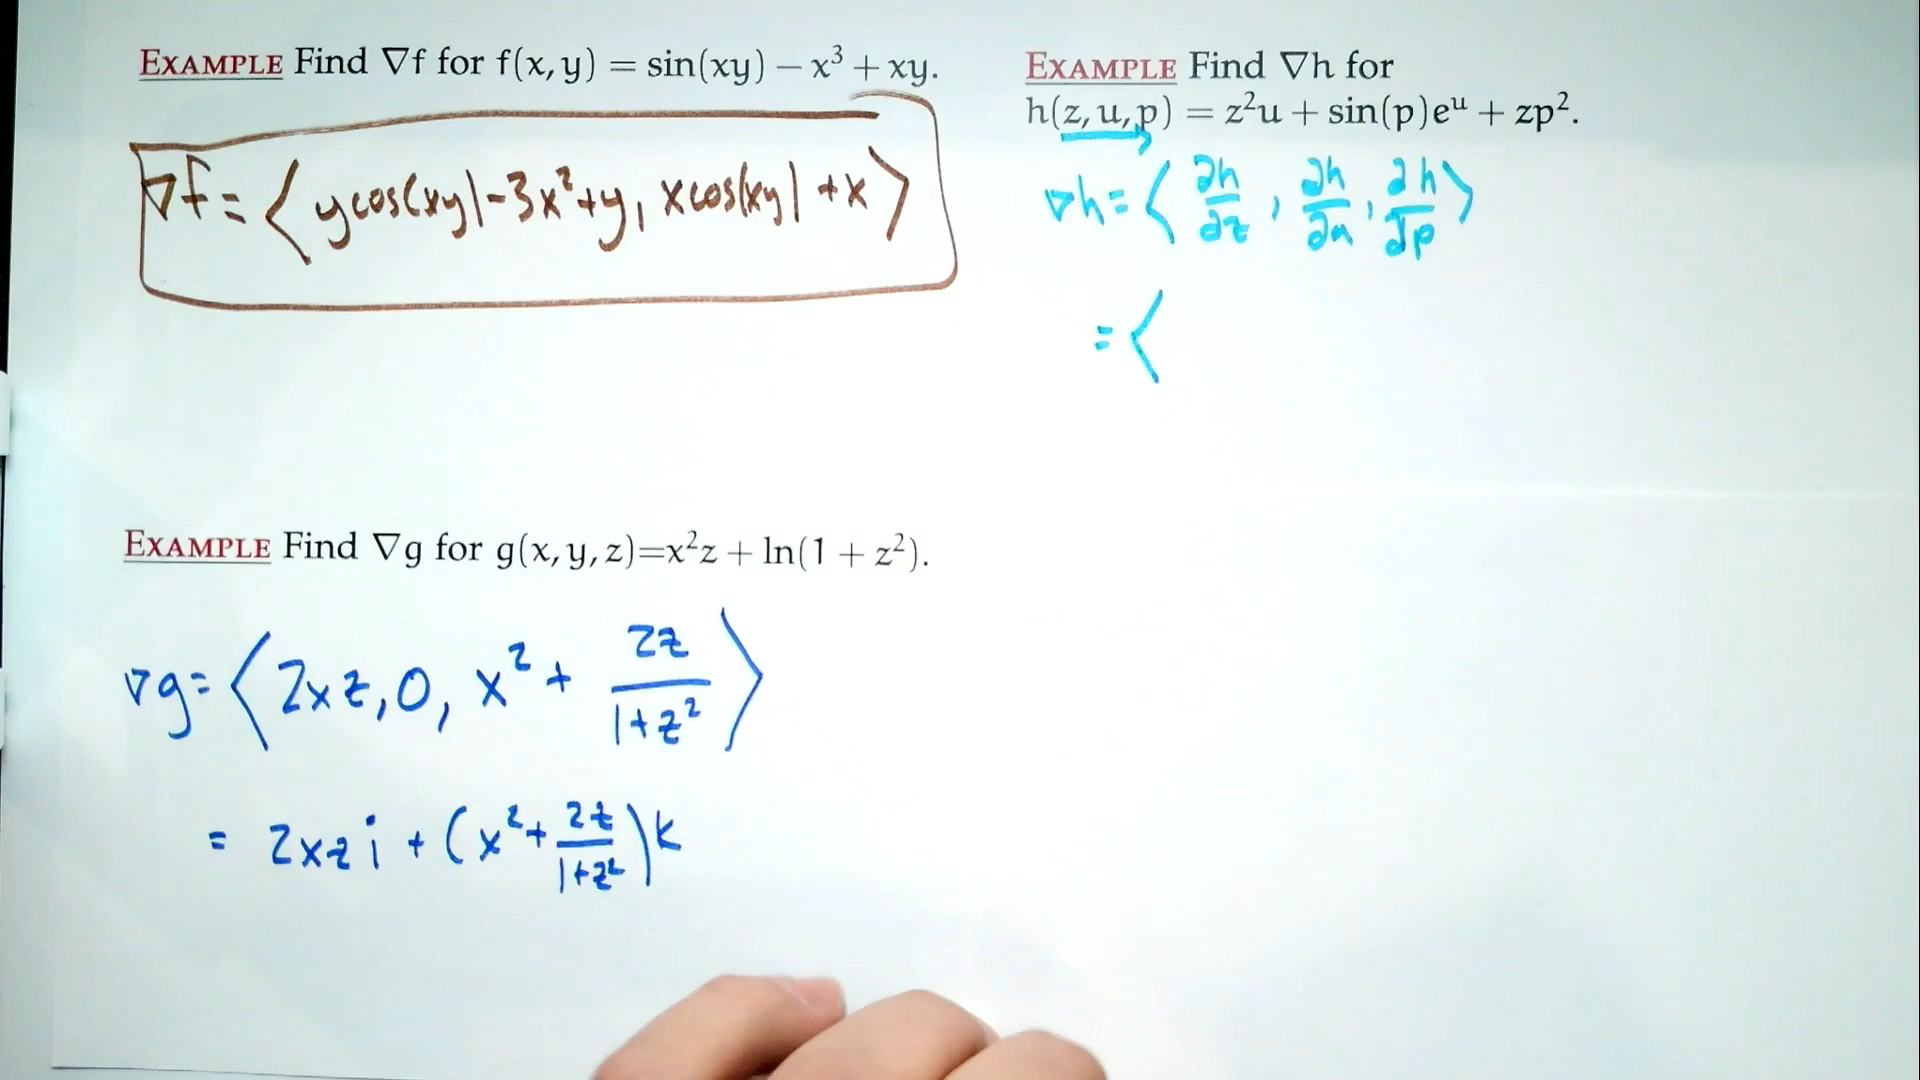 EXAMPLE Find ∇f for f(x, y) = sin(xy) − x³ + xy.
∇f = ⟨ycos(xy) − 3x² + y, xcos(xy) + x⟩
EXAMPLE Find ∇g for g(x, y, z)=x²z + ln(1 + z²).
∇g = ⟨2xz, 0, x² + 2z/(1+z²)⟩
= 2xz i + (x² + 2z/(1+z²)) k
EXAMPLE Find ∇h for
h(z, u, p) = z²u + sin(p)eᵘ + zp².
∇h = ⟨∂h/∂z, ∂h/∂u, ∂h/∂p⟩
= ⟨